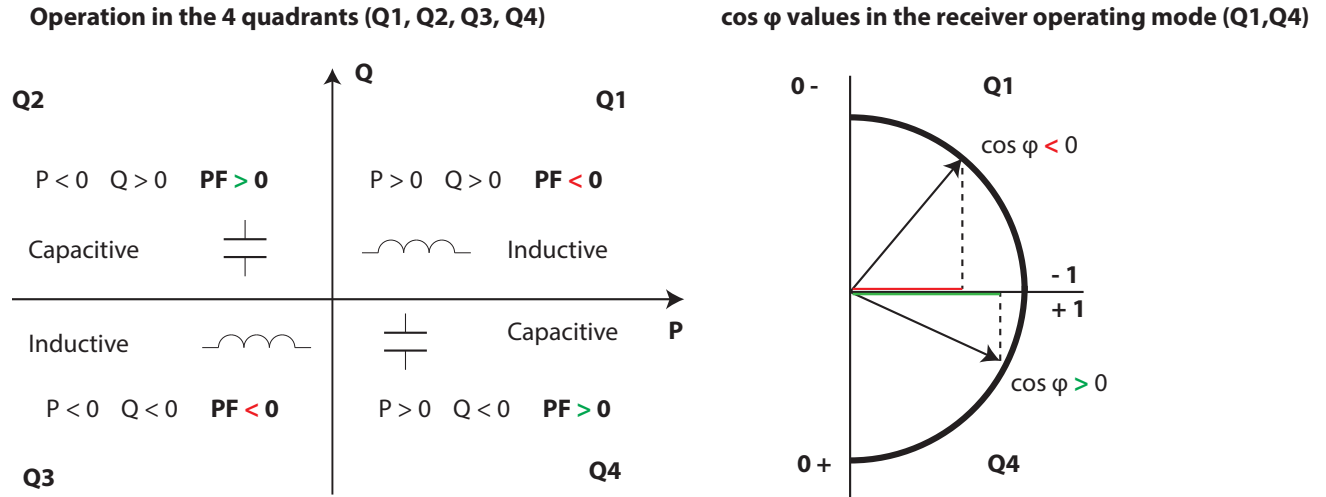 Operation in the 4 quadrants (Q1, Q2, Q3, Q4)
Q
Q2
Q1
P < 0 Q > 0 PF > 0
P > 0 Q > 0 PF < 0
Capacitive
Inductive
P
Inductive
Capacitive
P < 0 Q < 0 PF < 0
P > 0 Q < 0 PF > 0
Q3
Q4
cos φ values in the receiver operating mode (Q1,Q4)
0 -
Q1
cos φ < 0
- 1
+ 1
cos φ > 0
0 +
Q4